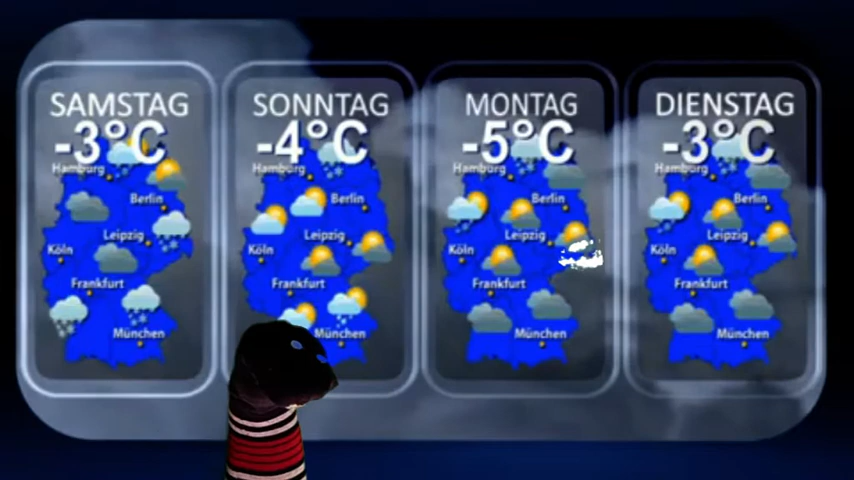 SAMSTAG
-3°C
Hamburg
Berlin
Leipzig
Köln
Frankfurt
München
SONNTAG
-4°C
Hamburg
Berlin
Leipzig
Köln
Frankfurt
München
MONTAG
-5°C
Hamburg
Berlin
Leipzig
Köln
Frankfurt
München
DIENSTAG
-3°C
Hamburg
Berlin
Leipzig
Köln
Frankfurt
München